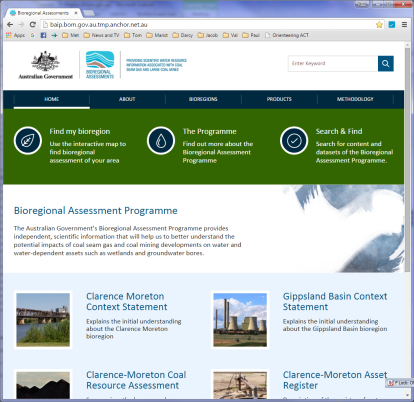 Bioregional Assessments
baip.bom.gov.au.tmp.anchor.net.au
Apps G Met News/TV Tom Marist Darcy Jacob Val Paul Orienteering ACT
Australian Government
BIOREGIONAL
ASSESSMENTS
PROVIDING SCIENTIFIC WATER RESOURCE
INFORMATION ASSOCIATED WITH COAL
SEAM GAS AND LARGE COAL MINES
Enter Keyword
HOME ABOUT BIOREGIONS PRODUCTS METHODOLOGY
Find my bioregion
Use the interactive map to
find bioregional
assessment of your area
The Programme
Find out more about the
Bioregional Assessment
Programme
Search & Find
Search for content and
datasets of the Bioregional
Assessment Programme.
Bioregional Assessment Programme
The Australian Government's Bioregional Assessment Programme provides
independent, scientific information that will help us to better understand the
potential impacts of coal seam gas and coal mining developments on water and
water-dependent assets such as wetlands and groundwater bores.
Clarence Moreton
Context Statement
Explains the initial understanding
about the Clarence Moreton
bioregion
Gippsland Basin Context
Statement
Explains the initial understanding
about the Gippsland Basin bioregion
Clarence-Moreton Coal
Resource Assessment
Clarence-Moreton Asset
Register